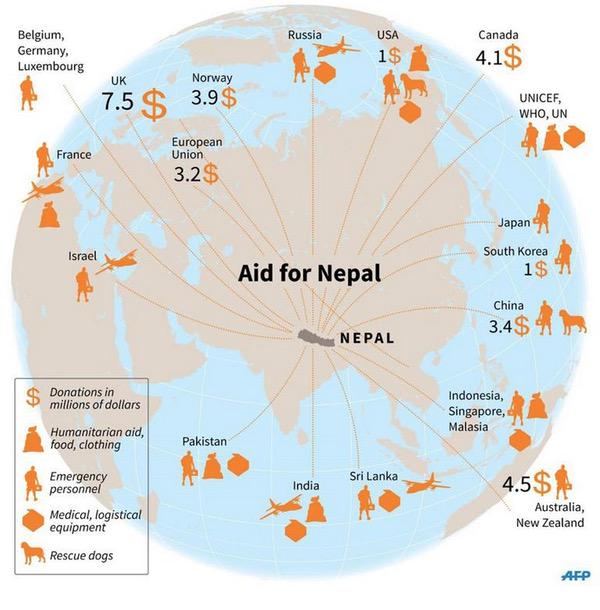 Belgium,
Germany,
Luxembourg
UK
7.5 $
Norway
3.9 $
Russia
USA
1 $
Canada
4.1 $
UNICEF,
WHO, UN
European
Union
3.2 $
France
Israel
Japan
South Korea
1 $
China
3.4 $
Aid for Nepal
NEPAL
Indonesia,
Singapore,
Malasia
Pakistan
India
Sri Lanka
4.5 $
Australia,
New Zealand
$ Donations in
millions of dollars
Humanitarian aid,
food, clothing
Emergency
personnel
Medical, logistical
equipment
Rescue dogs
AFP